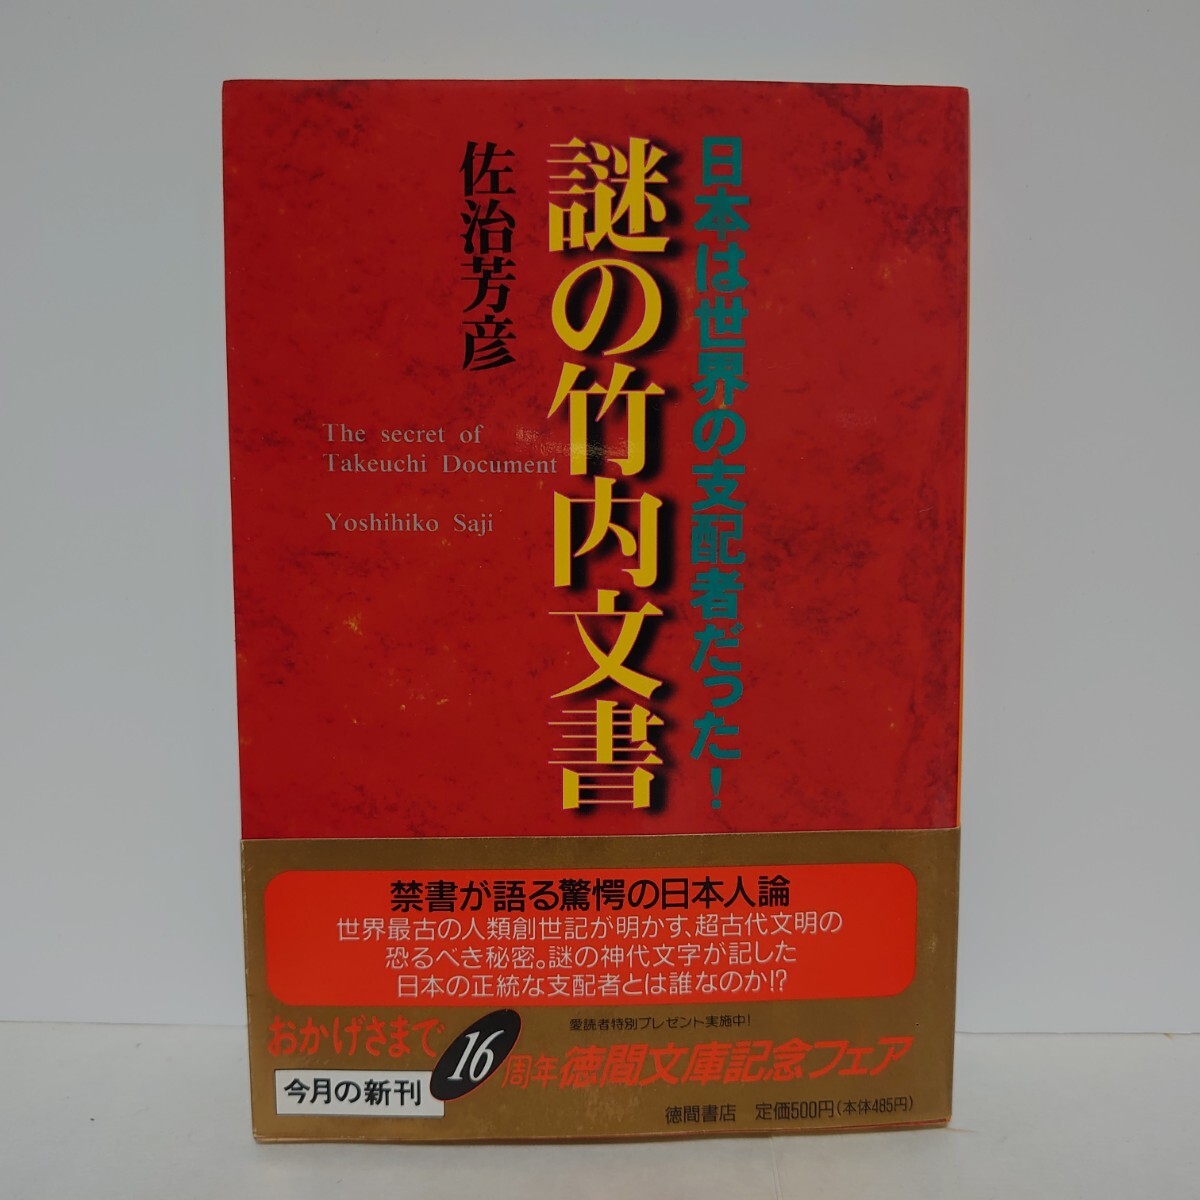 日本は世界の支配者だった！
謎の竹内文書
佐治芳彦
The secret of
Takeuchi Document
Yoshihiko Saji
禁書が語る驚愕の日本人論
世界最古の人類創世記が明かす、超古代文明の
恐るべき秘密。謎の神代文字が記した
日本の正統な支配者とは誰なのか!?
愛読者特別プレゼント実施中！
おかげさまで16周年徳間文庫記念フェア
今月の新刊
徳間書店 定価500円(本体485円)